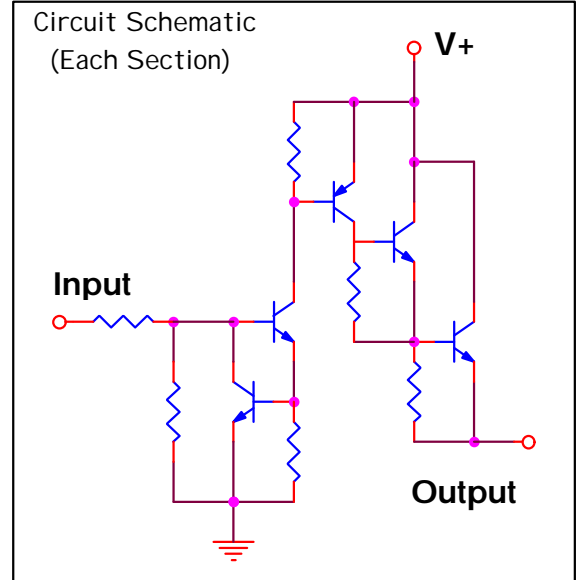 Circuit Schematic
(Each Section)
V+
Input
Output